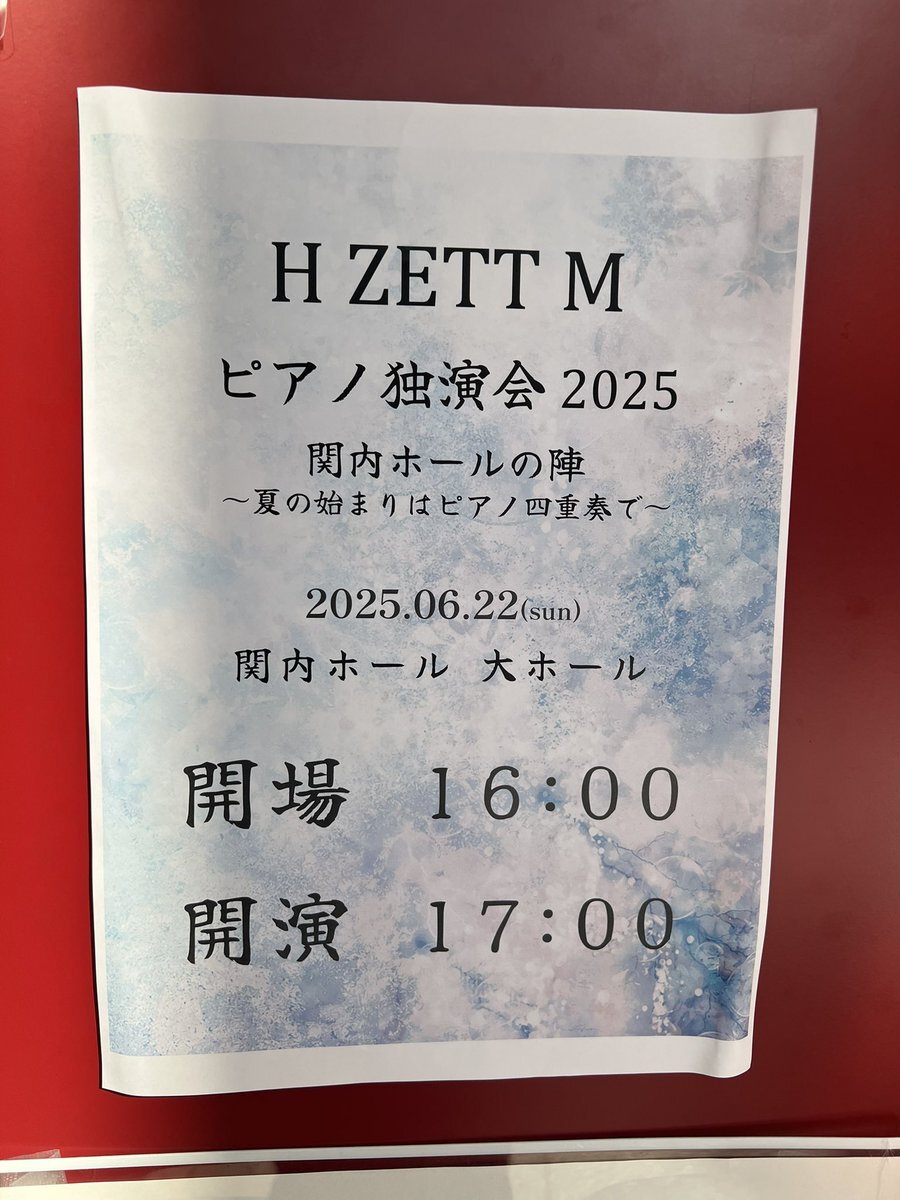 H ZETT M
ピアノ独演会 2025
関内ホールの陣
～夏の始まりはピアノ四重奏で～
2025.06.22(sun)
関内ホール 大ホール
開場 16:00
開演 17:00